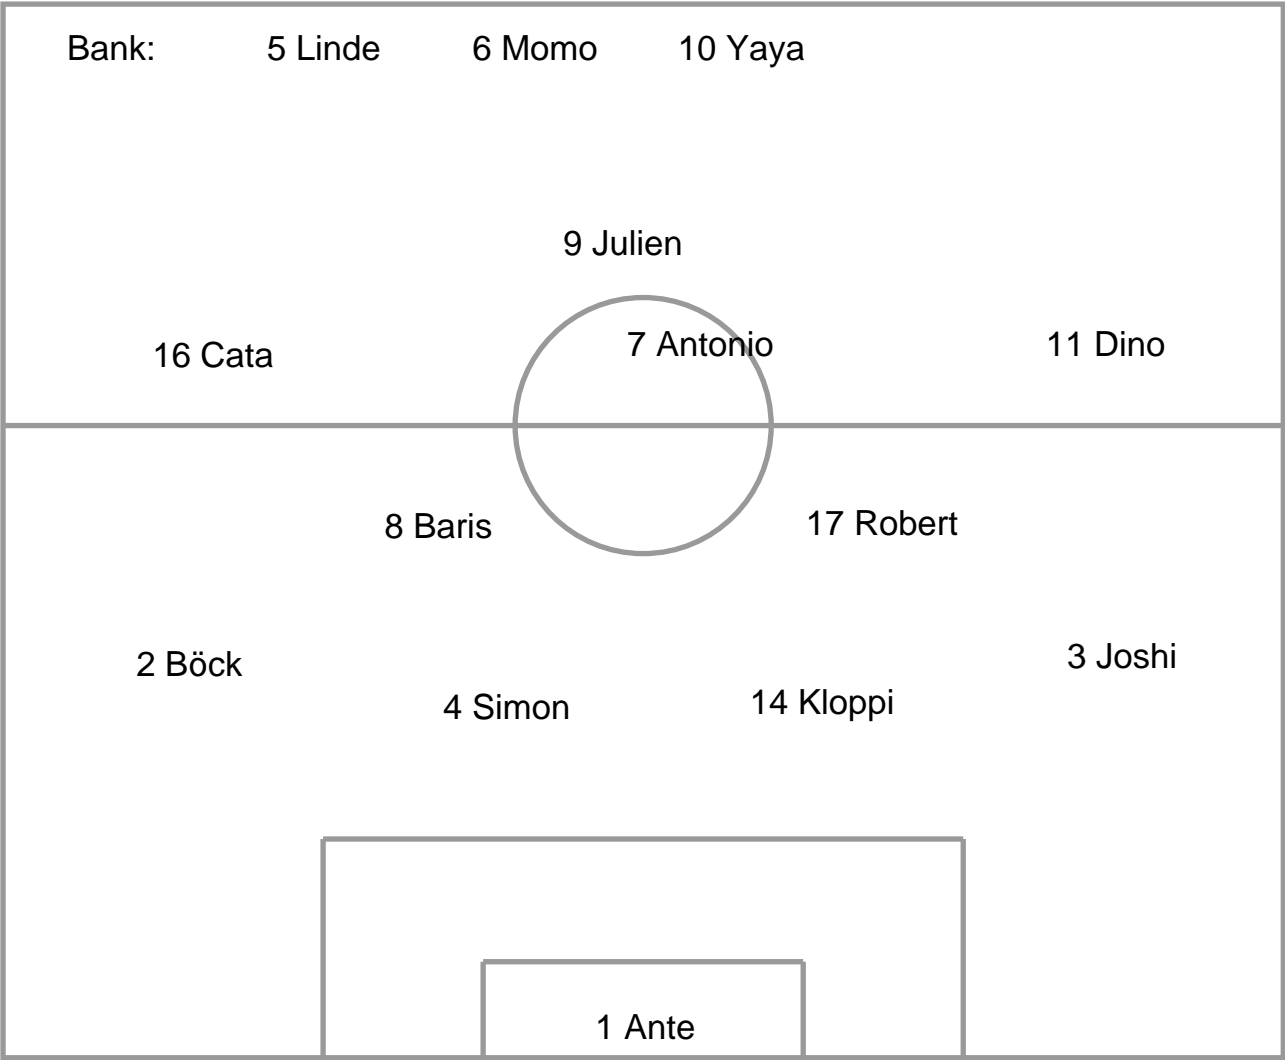 Bank: 5 Linde 6 Momo 10 Yaya
9 Julien
16 Cata 7 Antonio 11 Dino
8 Baris 17 Robert
2 Böck 3 Joshi
4 Simon 14 Kloppi
1 Ante